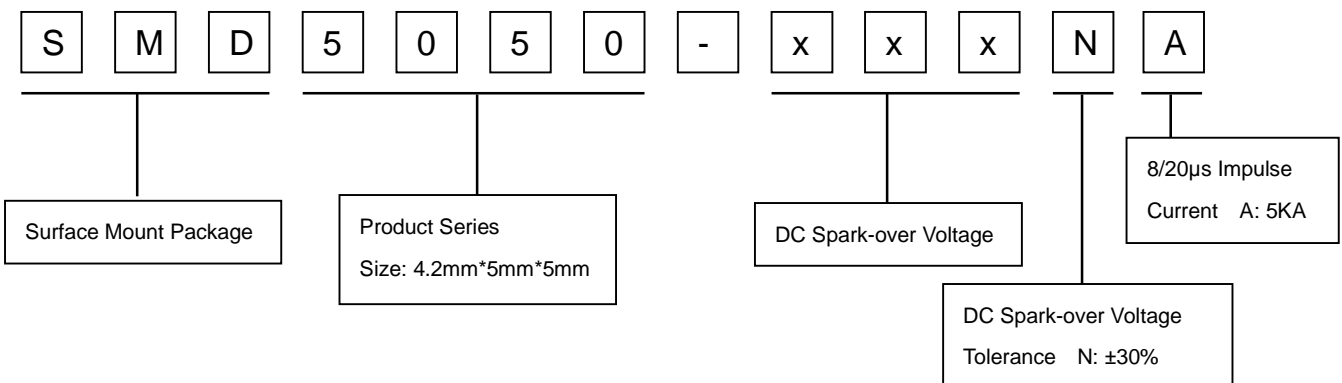 S M D 5 0 5 0 - x x x N A
8/20μs Impulse
Current A: 5KA
Surface Mount Package
Product Series
Size: 4.2mm*5mm*5mm
DC Spark-over Voltage
DC Spark-over Voltage
Tolerance N: ±30%